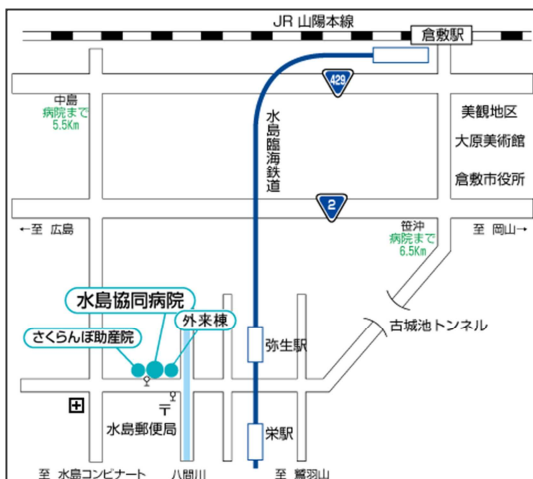 JR 山陽本線
倉敷駅
429
中島
病院まで
5.5Km
水島臨海鉄道
美観地区
大原美術館
倉敷市役所
2
←至 広島
笹沖
病院まで
6.5Km
至 岡山→
水島協同病院
外来棟
さくらんぼ助産院
古城池トンネル
弥生駅
〒
水島郵便局
栄駅
至 水島コンビナート
八間川
至 鷲羽山